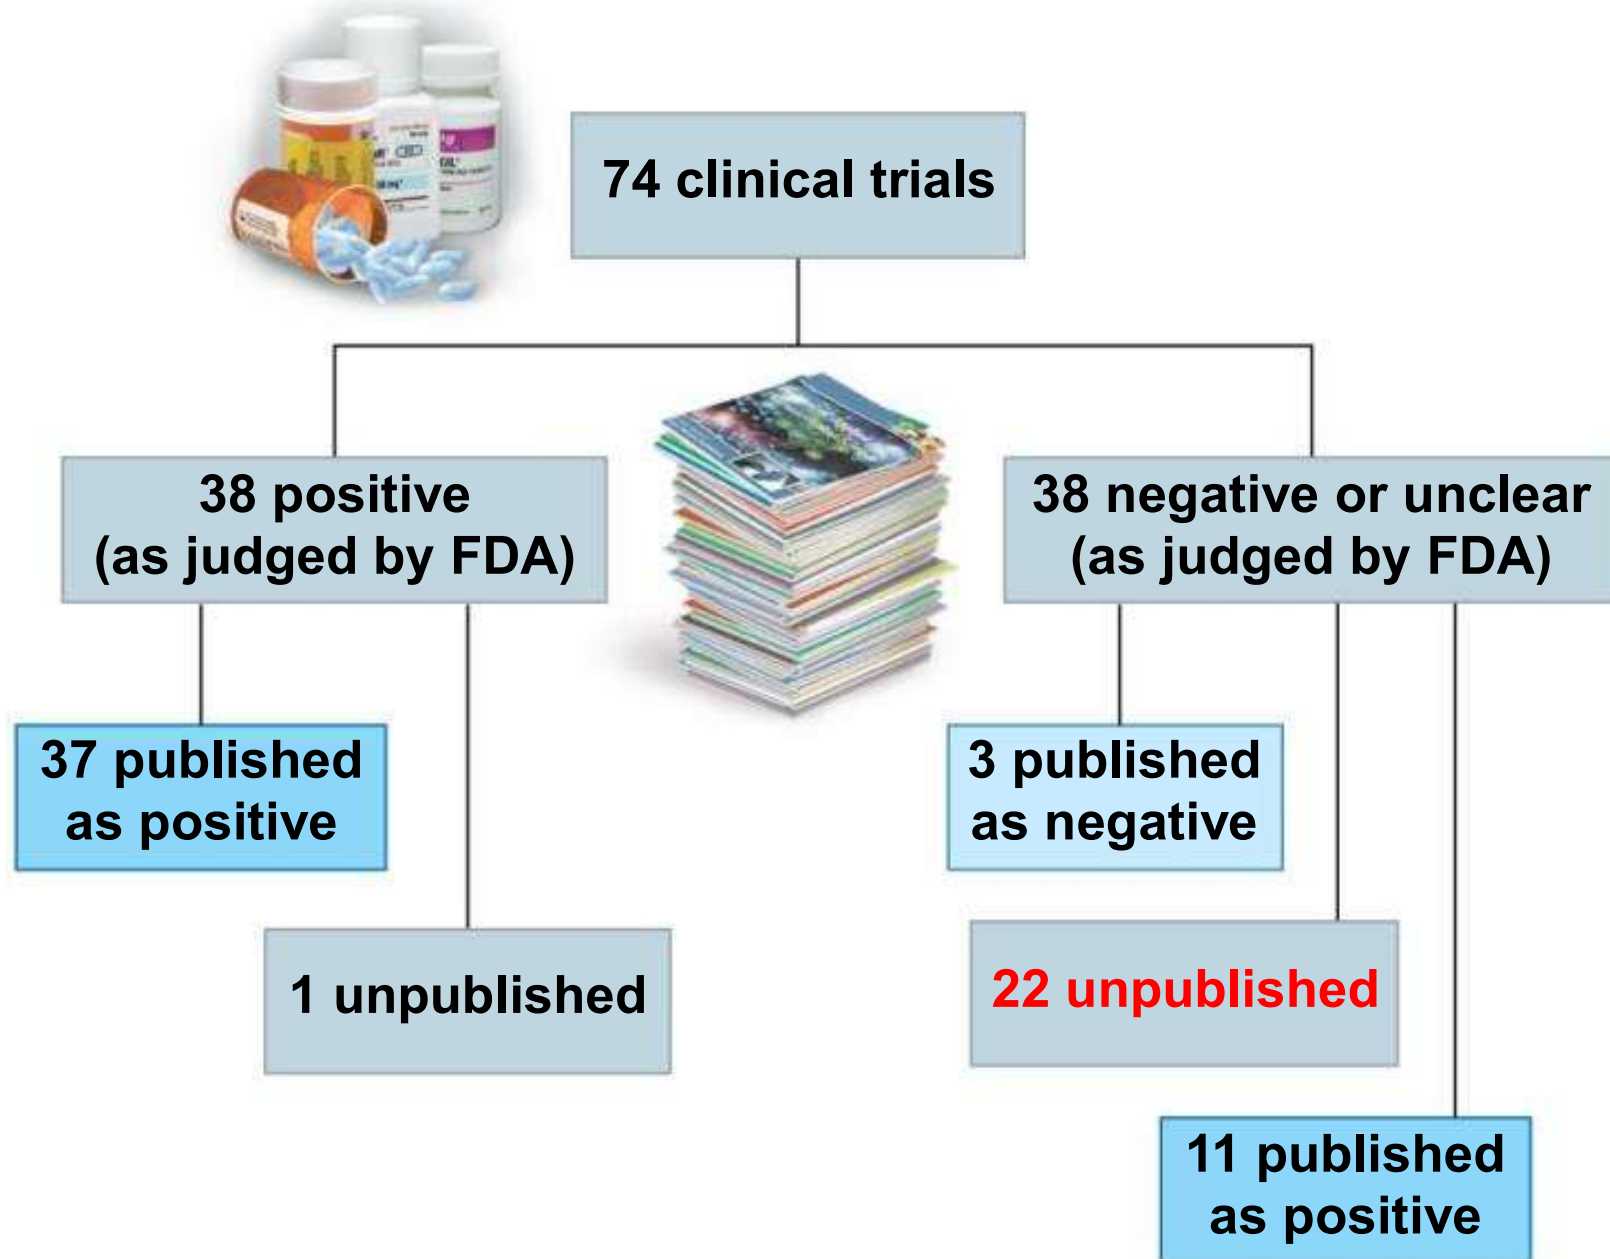 74 clinical trials
38 positive
(as judged by FDA)
38 negative or unclear
(as judged by FDA)
37 published
as positive
3 published
as negative
1 unpublished
22 unpublished
11 published
as positive